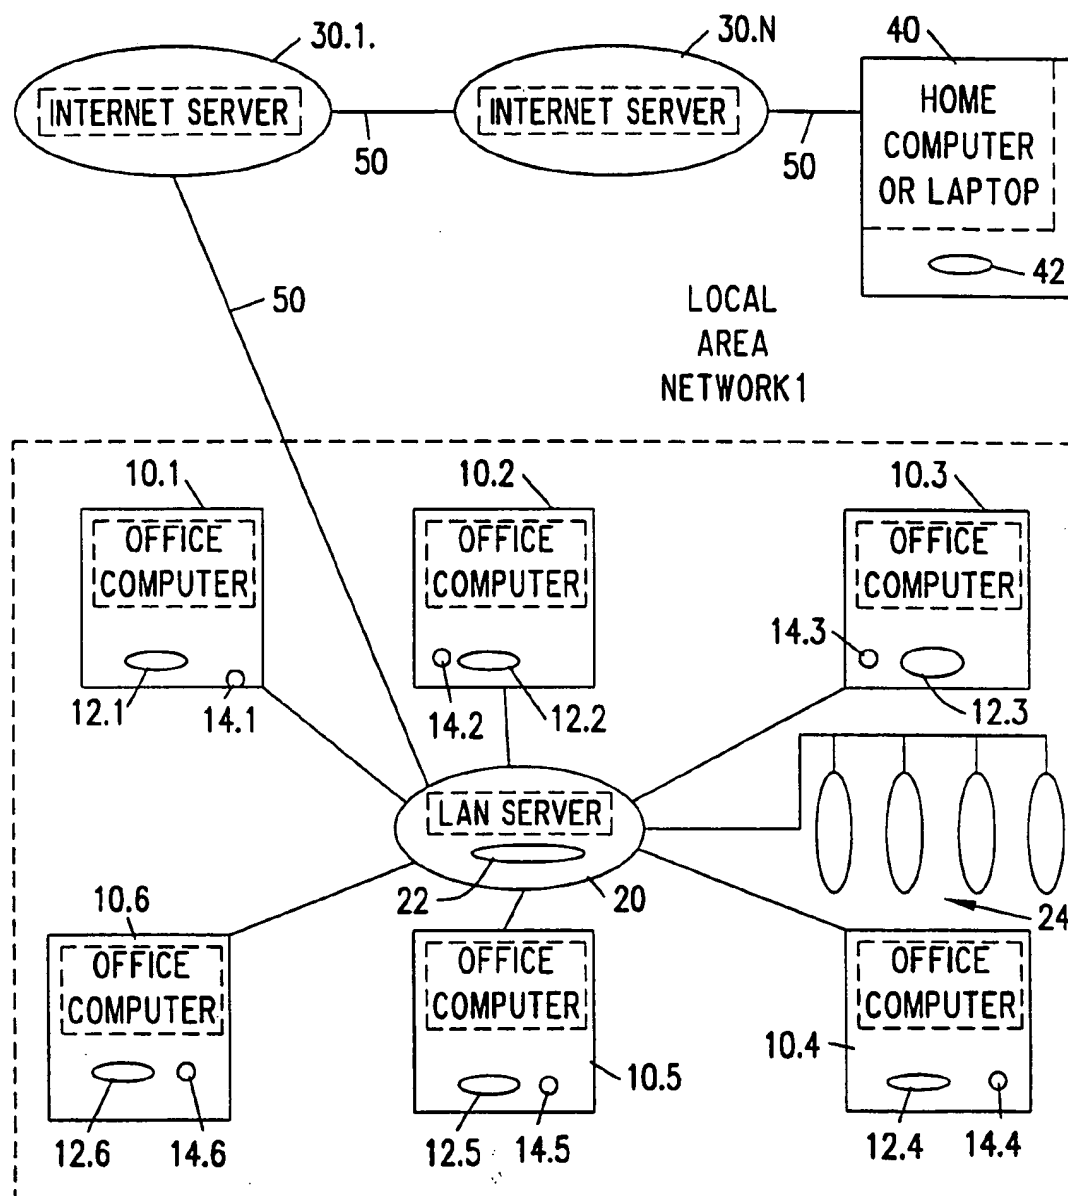 30.1.
30.N
40
INTERNET SERVER
INTERNET SERVER
HOME
COMPUTER
OR LAPTOP
50
50
42
50
LOCAL
AREA
NETWORK1
10.1
10.2
10.3
OFFICE
COMPUTER
OFFICE
COMPUTER
OFFICE
COMPUTER
14.3
12.1
14.1
14.2
12.2
12.3
LAN SERVER
22
20
24
10.6
OFFICE
COMPUTER
OFFICE
COMPUTER
OFFICE
COMPUTER
10.5
10.4
12.6
14.6
12.5
14.5
12.4
14.4